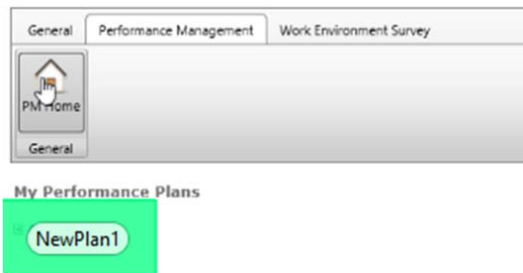 General Performance Management Work Environment Survey
PM Home
General
My Performance Plans
NewPlan1